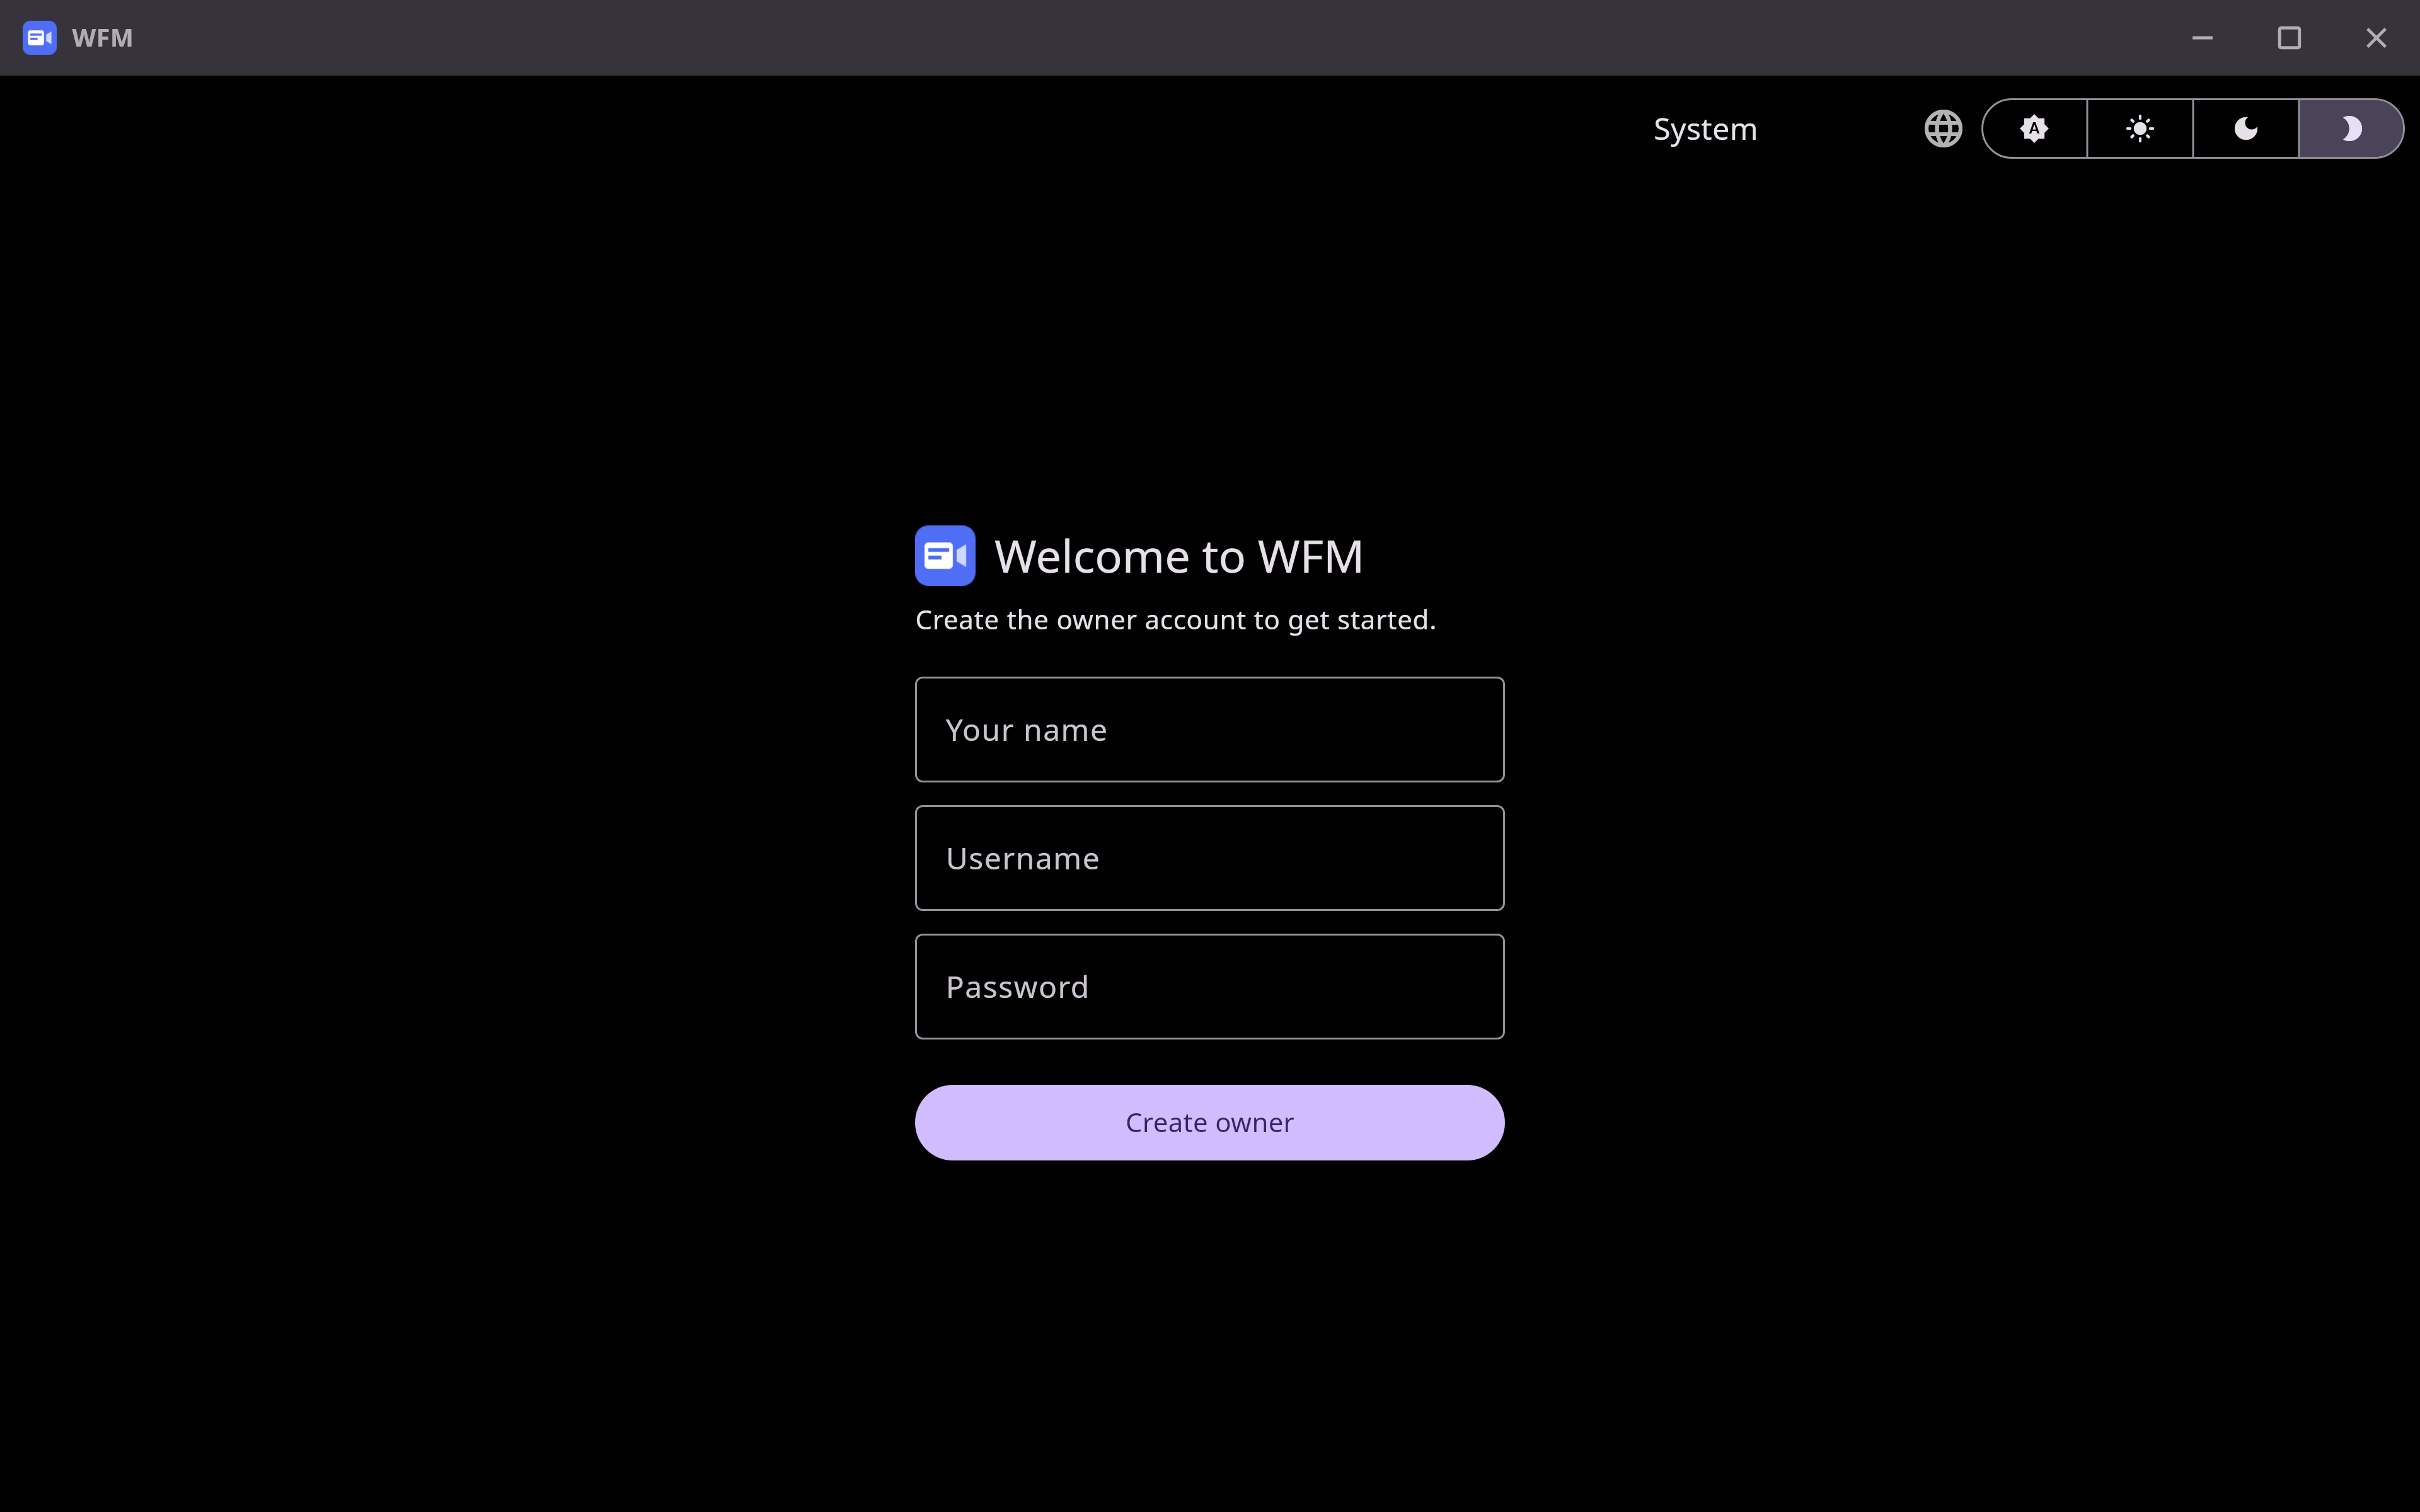 WFM
System
A
Welcome to WFM
Create the owner account to get started.
Your name
Username
Password
Create owner